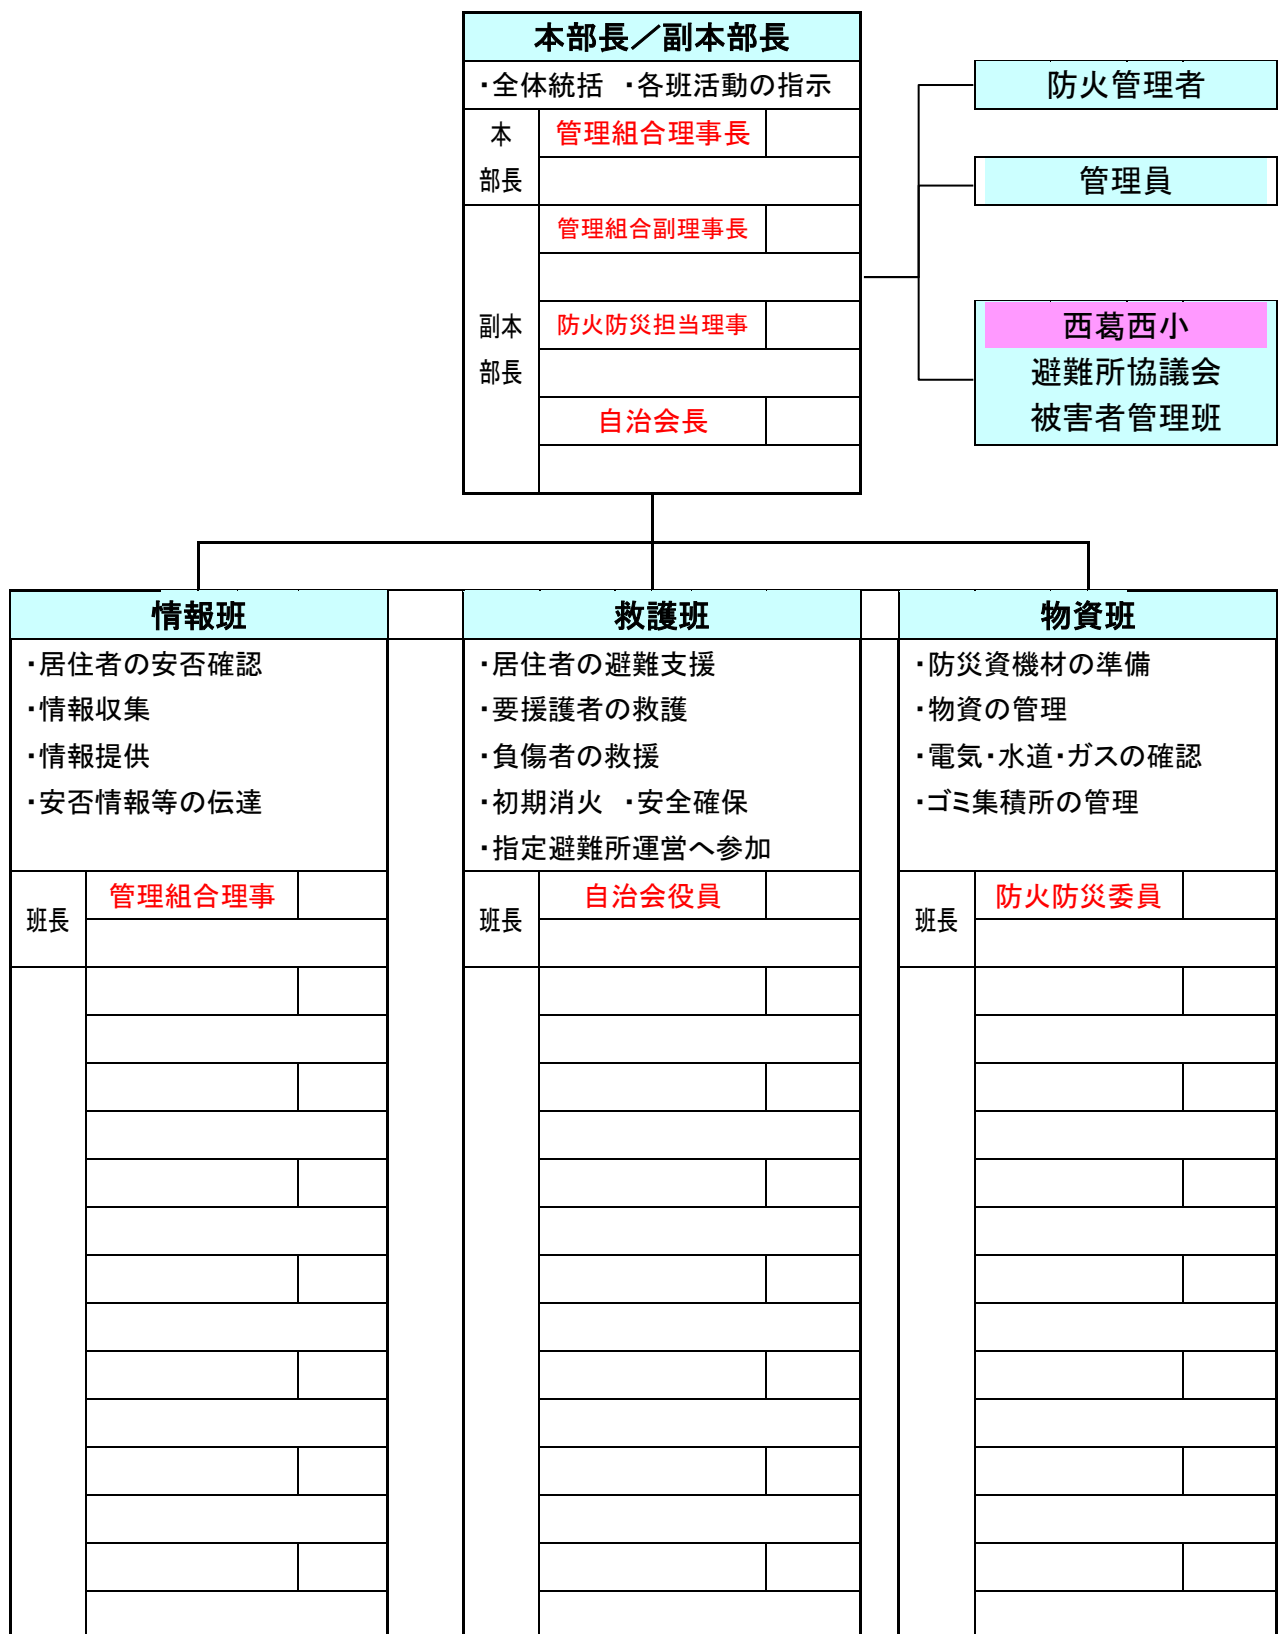 本部長／副本部長
・全体統括　・各班活動の指示
本
部長
管理組合理事長
副本
部長
管理組合副理事長
防火防災担当理事
自治会長
防火管理者
管理員
西葛西小
避難所協議会
被害者管理班
情報班
・居住者の安否確認
・情報収集
・情報提供
・安否情報等の伝達
班長
管理組合理事
救護班
・居住者の避難支援
・要援護者の救護
・負傷者の救援
・初期消火　・安全確保
・指定避難所運営へ参加
班長
自治会役員
物資班
・防災資機材の準備
・物資の管理
・電気・水道・ガスの確認
・ゴミ集積所の管理
班長
防火防災委員